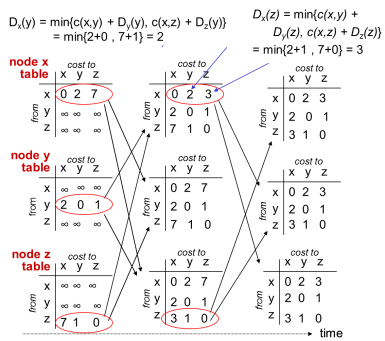 Dx(y) = min{c(x,y) + Dy(y), c(x,z) + Dz(y)}
= min{2+0 , 7+1} = 2
Dx(z) = min{c(x,y) +
Dy(z), c(x,z) + Dz(z)}
= min{2+1 , 7+0} = 3
node x
table
cost to
x y z
from
x 0 2 7
y ∞ ∞ ∞
z ∞ ∞ ∞
cost to
x y z
from
x 0 2 3
y 2 0 1
z 7 1 0
cost to
x y z
from
x 0 2 3
y 2 0 1
z 3 1 0
node y
table
cost to
x y z
from
x ∞ ∞ ∞
y 2 0 1
z ∞ ∞ ∞
cost to
x y z
from
x 0 2 7
y 2 0 1
z 7 1 0
cost to
x y z
from
x 0 2 3
y 2 0 1
z 3 1 0
node z
table
cost to
x y z
from
x ∞ ∞ ∞
y ∞ ∞ ∞
z 7 1 0
cost to
x y z
from
x 0 2 7
y 2 0 1
z 3 1 0
cost to
x y z
from
x 0 2 3
y 2 0 1
z 3 1 0
time